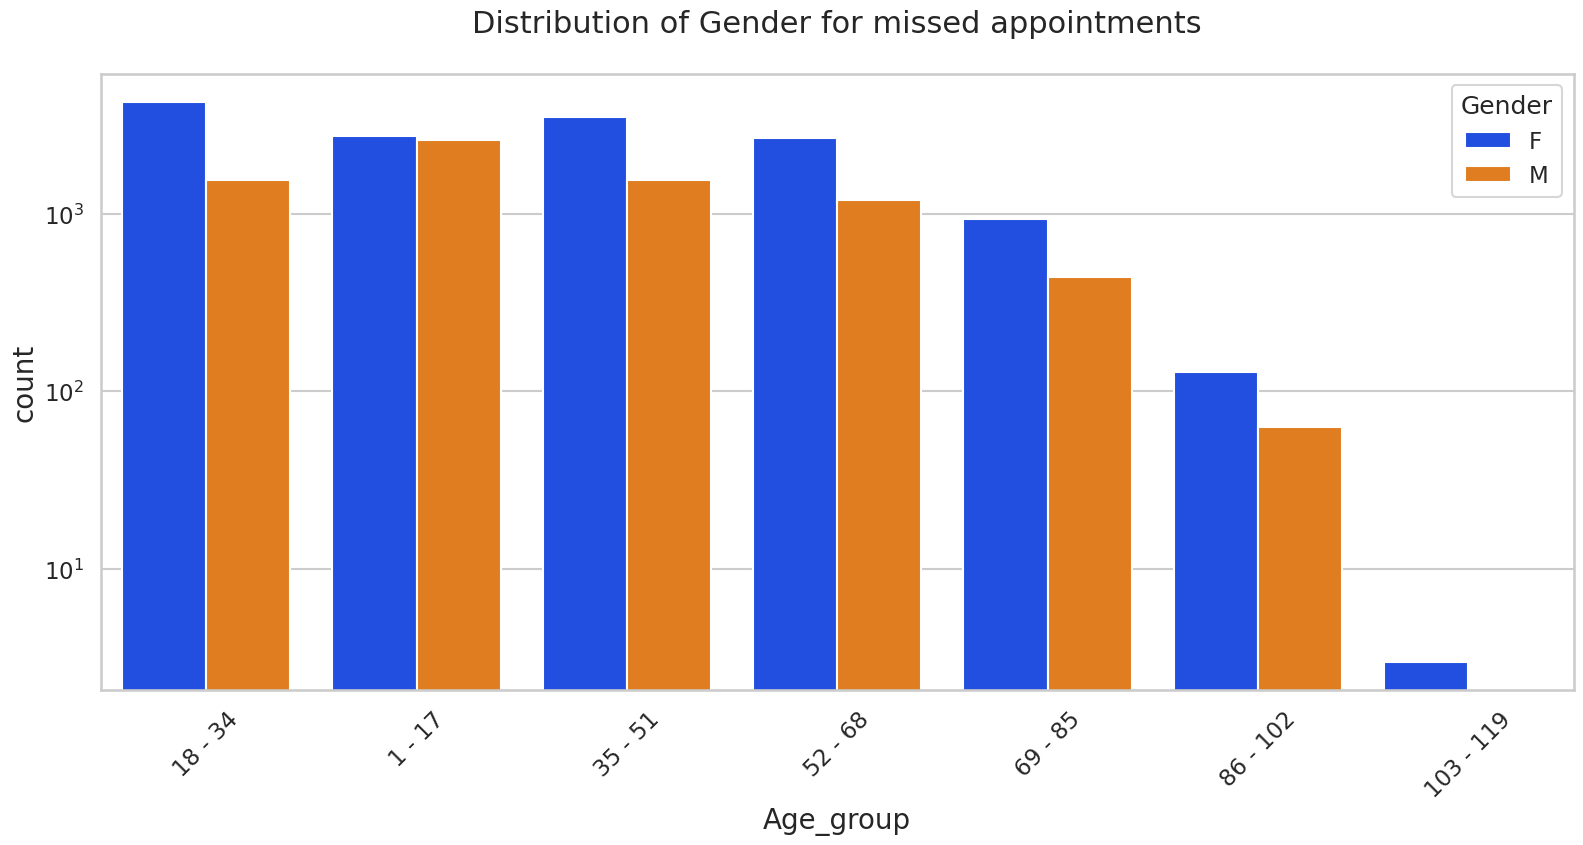 Distribution of Gender for missed appointments
Gender
F
M
10³
10²
10¹
count
18 - 34
1 - 17
35 - 51
52 - 68
69 - 85
86 - 102
103 - 119
Age_group